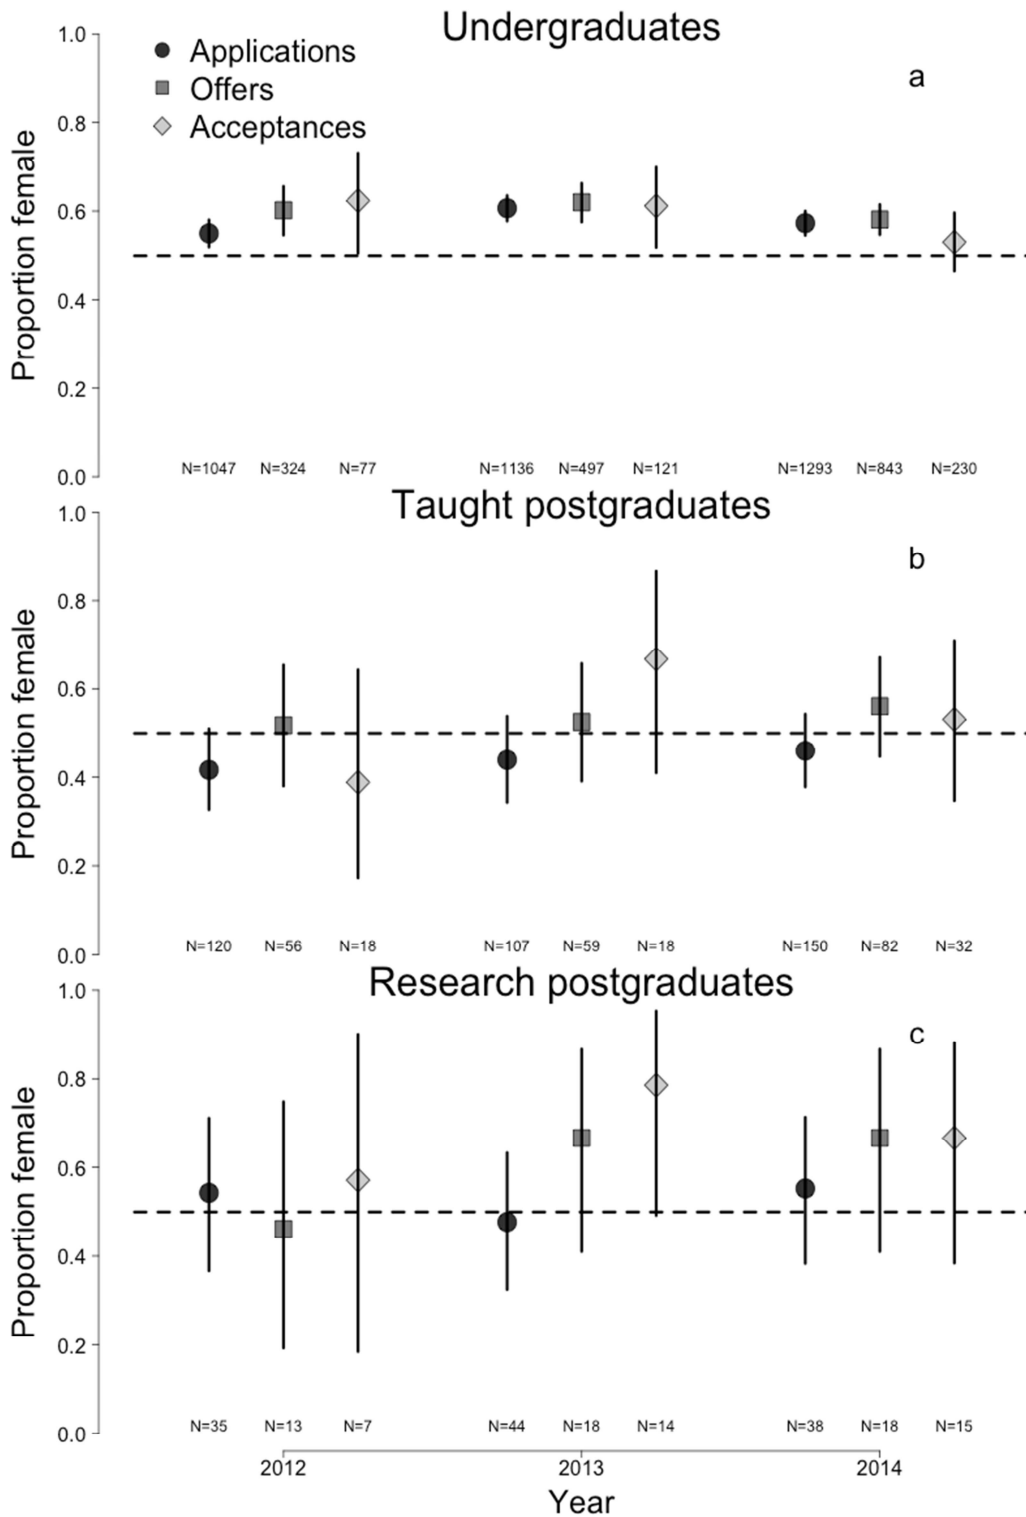 Undergraduates
1.0
Applications
Offers
Acceptances
a
0.8
0.6
0.4
0.2
0.0
Proportion female
N=1047 N=324 N=77 N=1136 N=497 N=121 N=1293 N=843 N=230
Taught postgraduates
1.0
b
0.8
0.6
0.4
0.2
0.0
Proportion female
N=120 N=56 N=18 N=107 N=59 N=18 N=150 N=82 N=32
Research postgraduates
1.0
c
0.8
0.6
0.4
0.2
0.0
Proportion female
N=35 N=13 N=7 N=44 N=18 N=14 N=38 N=18 N=15
2012 2013 2014
Year